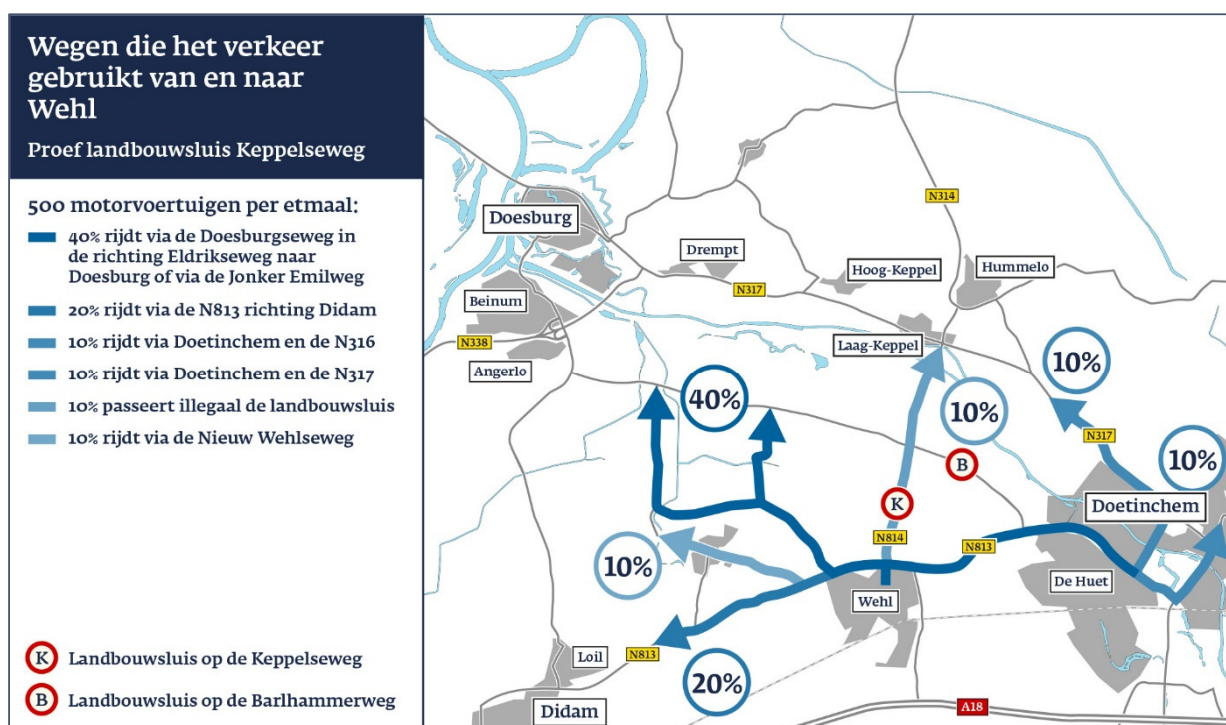 Wegen die het verkeer
gebruikt van en naar
Wehl
Proef landbouwsluis Keppelseweg
500 motorvoertuigen per etmaal:
40% rijdt via de Doesburgseweg in
de richting Eldrikseweg naar
Doesburg of via de Jonker Emilweg
20% rijdt via de N813 richting Didam
10% rijdt via Doetinchem en de N316
10% rijdt via Doetinchem en de N317
10% passeert illegaal de landbouwsluis
10% rijdt via de Nieuw Wehlseweg
K Landbouwsluis op de Keppelseweg
B Landbouwsluis op de Barlhammerweg
N314
Doesburg
Drempt
Hoog-Keppel
Hummelo
N317
Beinum
N338
Angerlo
Laag-Keppel
10%
40%
10%
N317
10%
B
K
Doetinchem
N814
N813
10%
De Huet
Wehl
Loil
N813
20%
Didam
A18